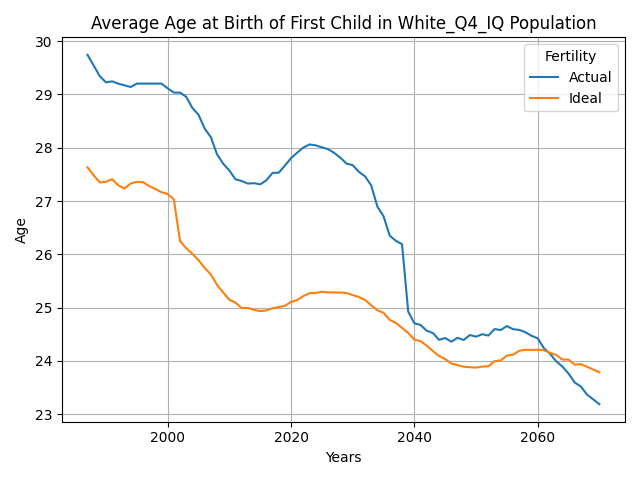 Average Age at Birth of First Child in White_Q4_IQ Population
Fertility
Actual
Ideal
Age
30
29
28
27
26
25
24
23
2000
2020
2040
2060
Years